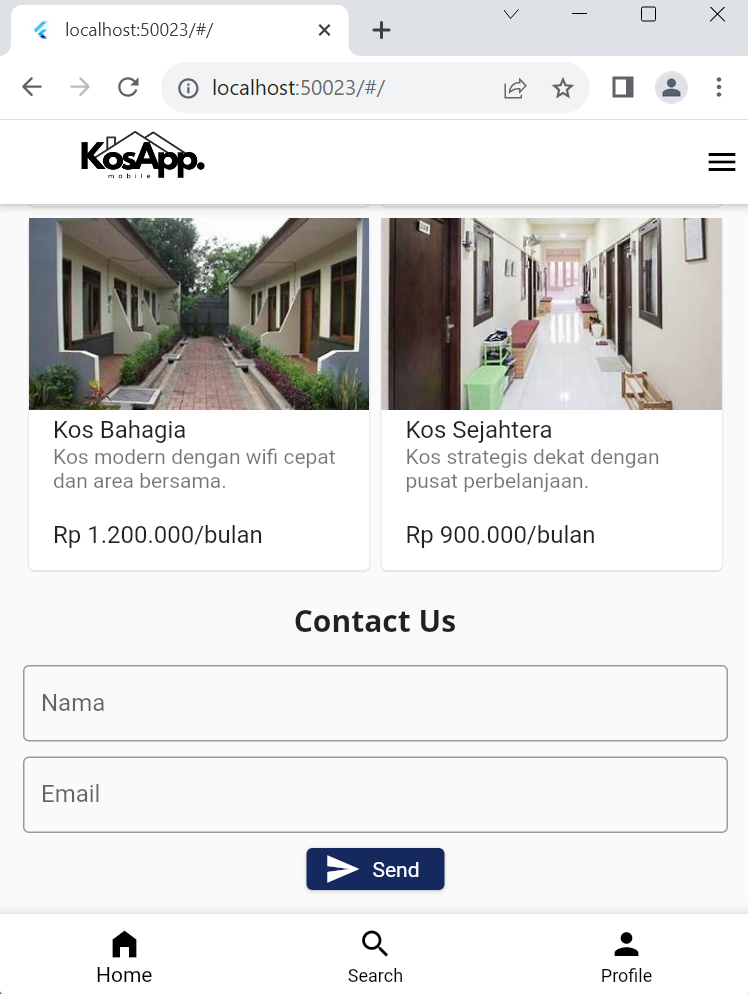 localhost:50023/#/
localhost:50023/#/
KosApp.
mobile
Kos Bahagia
Kos modern dengan wifi cepat
dan area bersama.
Rp 1.200.000/bulan
Kos Sejahtera
Kos strategis dekat dengan
pusat perbelanjaan.
Rp 900.000/bulan
Contact Us
Nama
Email
Send
Home
Search
Profile